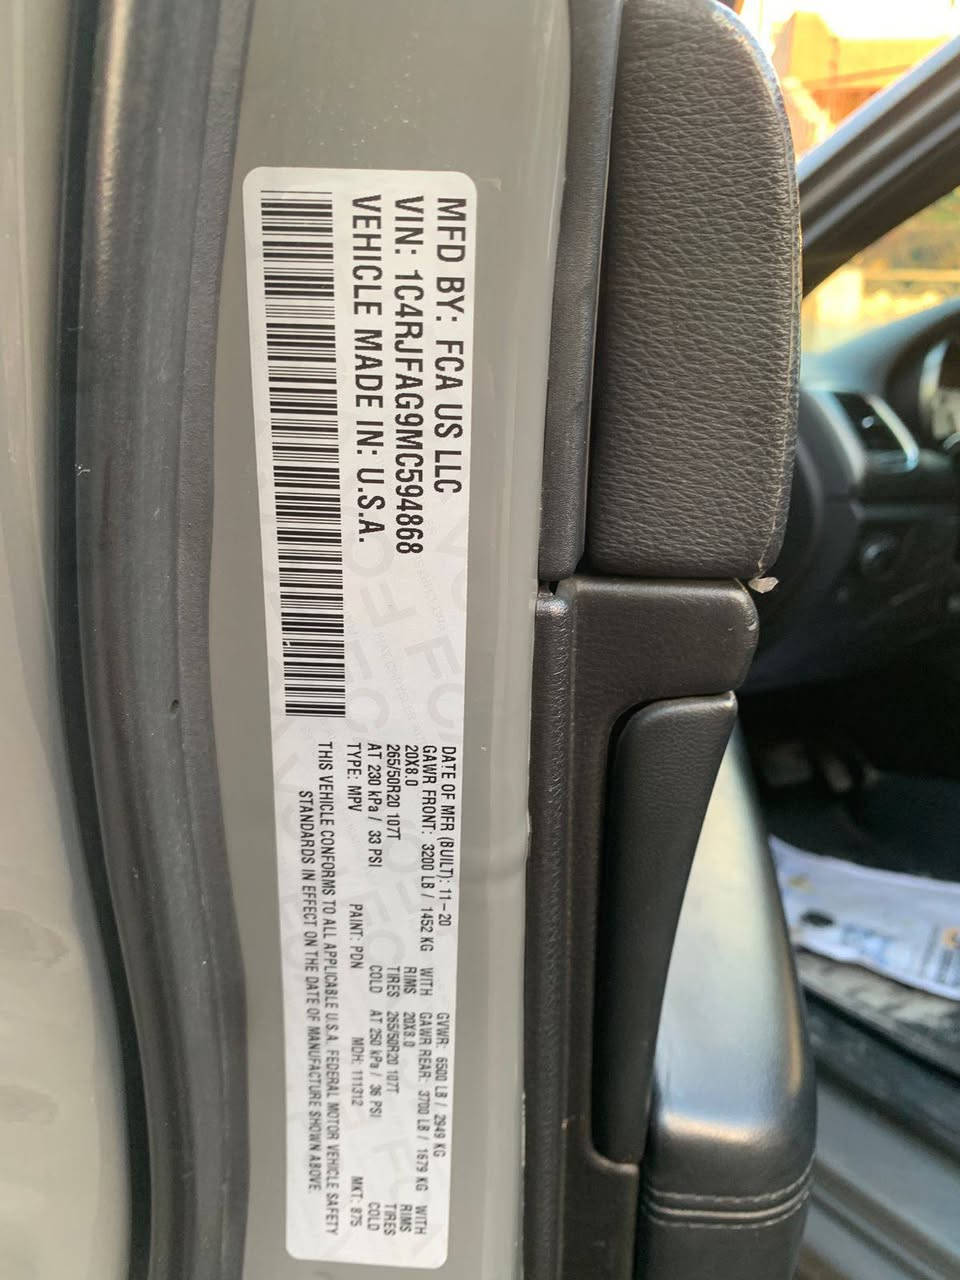 MFD BY: FCA US LLC
VIN: 1C4RJFAG9MC594868
VEHICLE MADE IN: U.S.A.
DATE OF MFR (BUILT): 11-20 GVWR: 6500 LB / 2949 KG
GAWR FRONT: 3200 LB / 1452 KG WITH GAWR REAR: 3700 LB / 1679 KG WITH
20X8.0 RIMS 20X8.0 RIMS
265/50R20 107T TIRES 265/50R20 107T TIRES
AT 230 kPa / 33 PSI COLD AT 250 kPa / 36 PSI COLD
TYPE: MPV PAINT: PDN MDH: 111312 MKT: 875
THIS VEHICLE CONFORMS TO ALL APPLICABLE U.S.A. FEDERAL MOTOR VEHICLE SAFETY
STANDARDS IN EFFECT ON THE DATE OF MANUFACTURE SHOWN ABOVE.